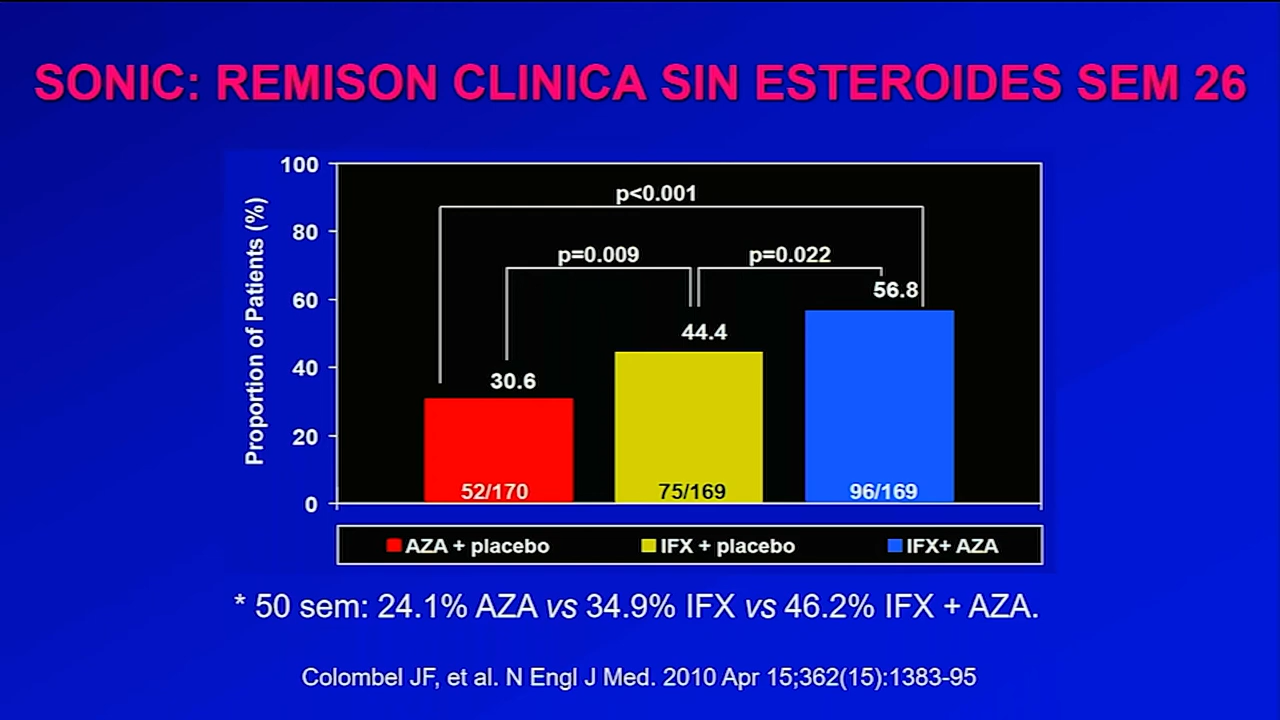 SONIC: REMISON CLINICA SIN ESTEROIDES SEM 26
Proportion of Patients (%)
100
80
60
40
20
0
p<0.001
p=0.009
p=0.022
30.6
44.4
56.8
52/170
75/169
96/169
AZA + placebo
IFX + placebo
IFX+ AZA
* 50 sem: 24.1% AZA vs 34.9% IFX vs 46.2% IFX + AZA.
Colombel JF, et al. N Engl J Med. 2010 Apr 15;362(15):1383-95